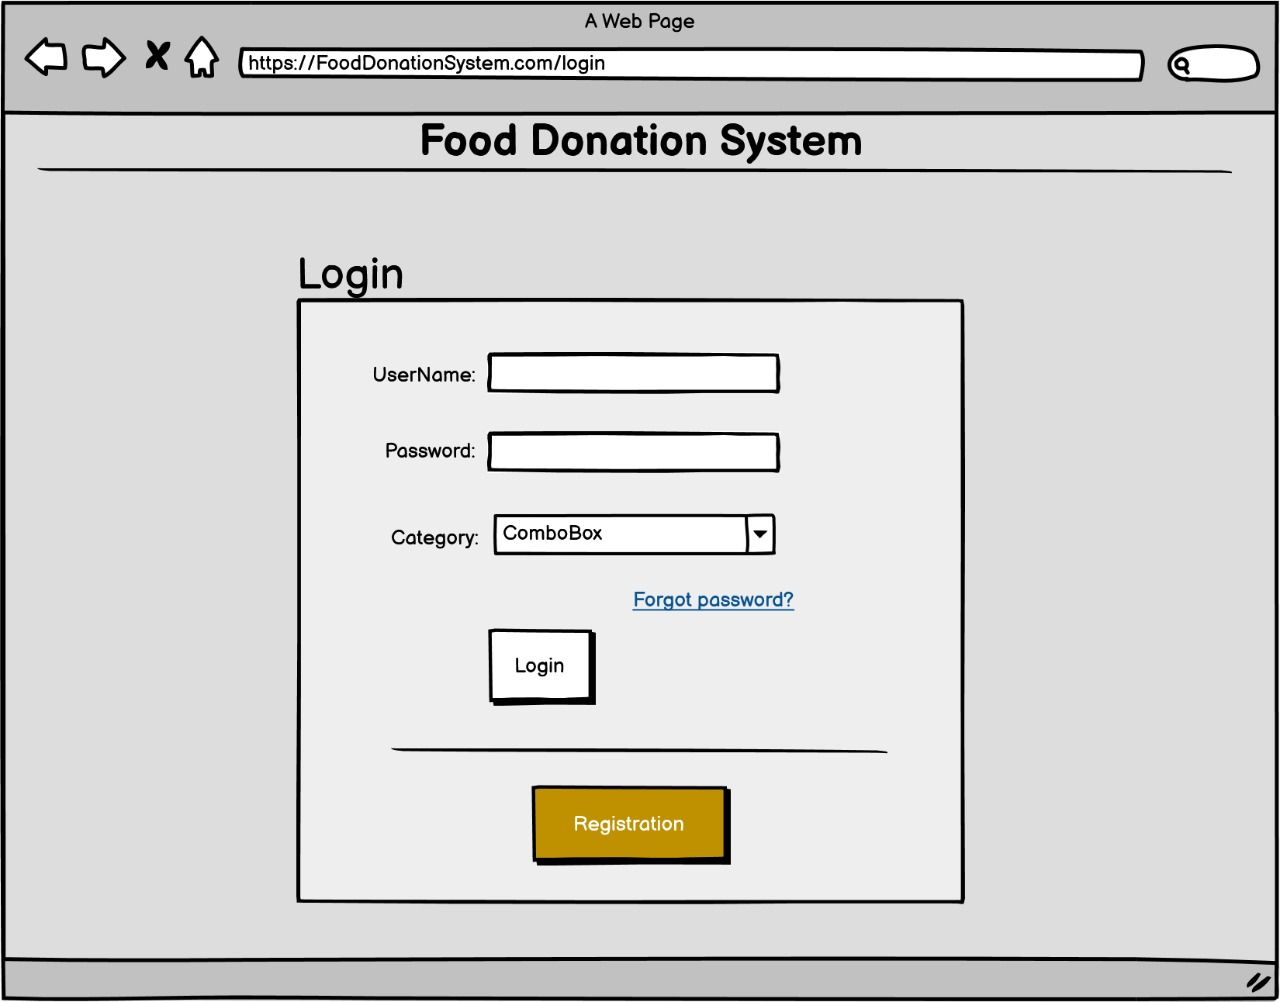 A Web Page
https://FoodDonationSystem.com/login
Food Donation System
Login
UserName:
Password:
Category: ComboBox
Forgot password?
Login
Registration